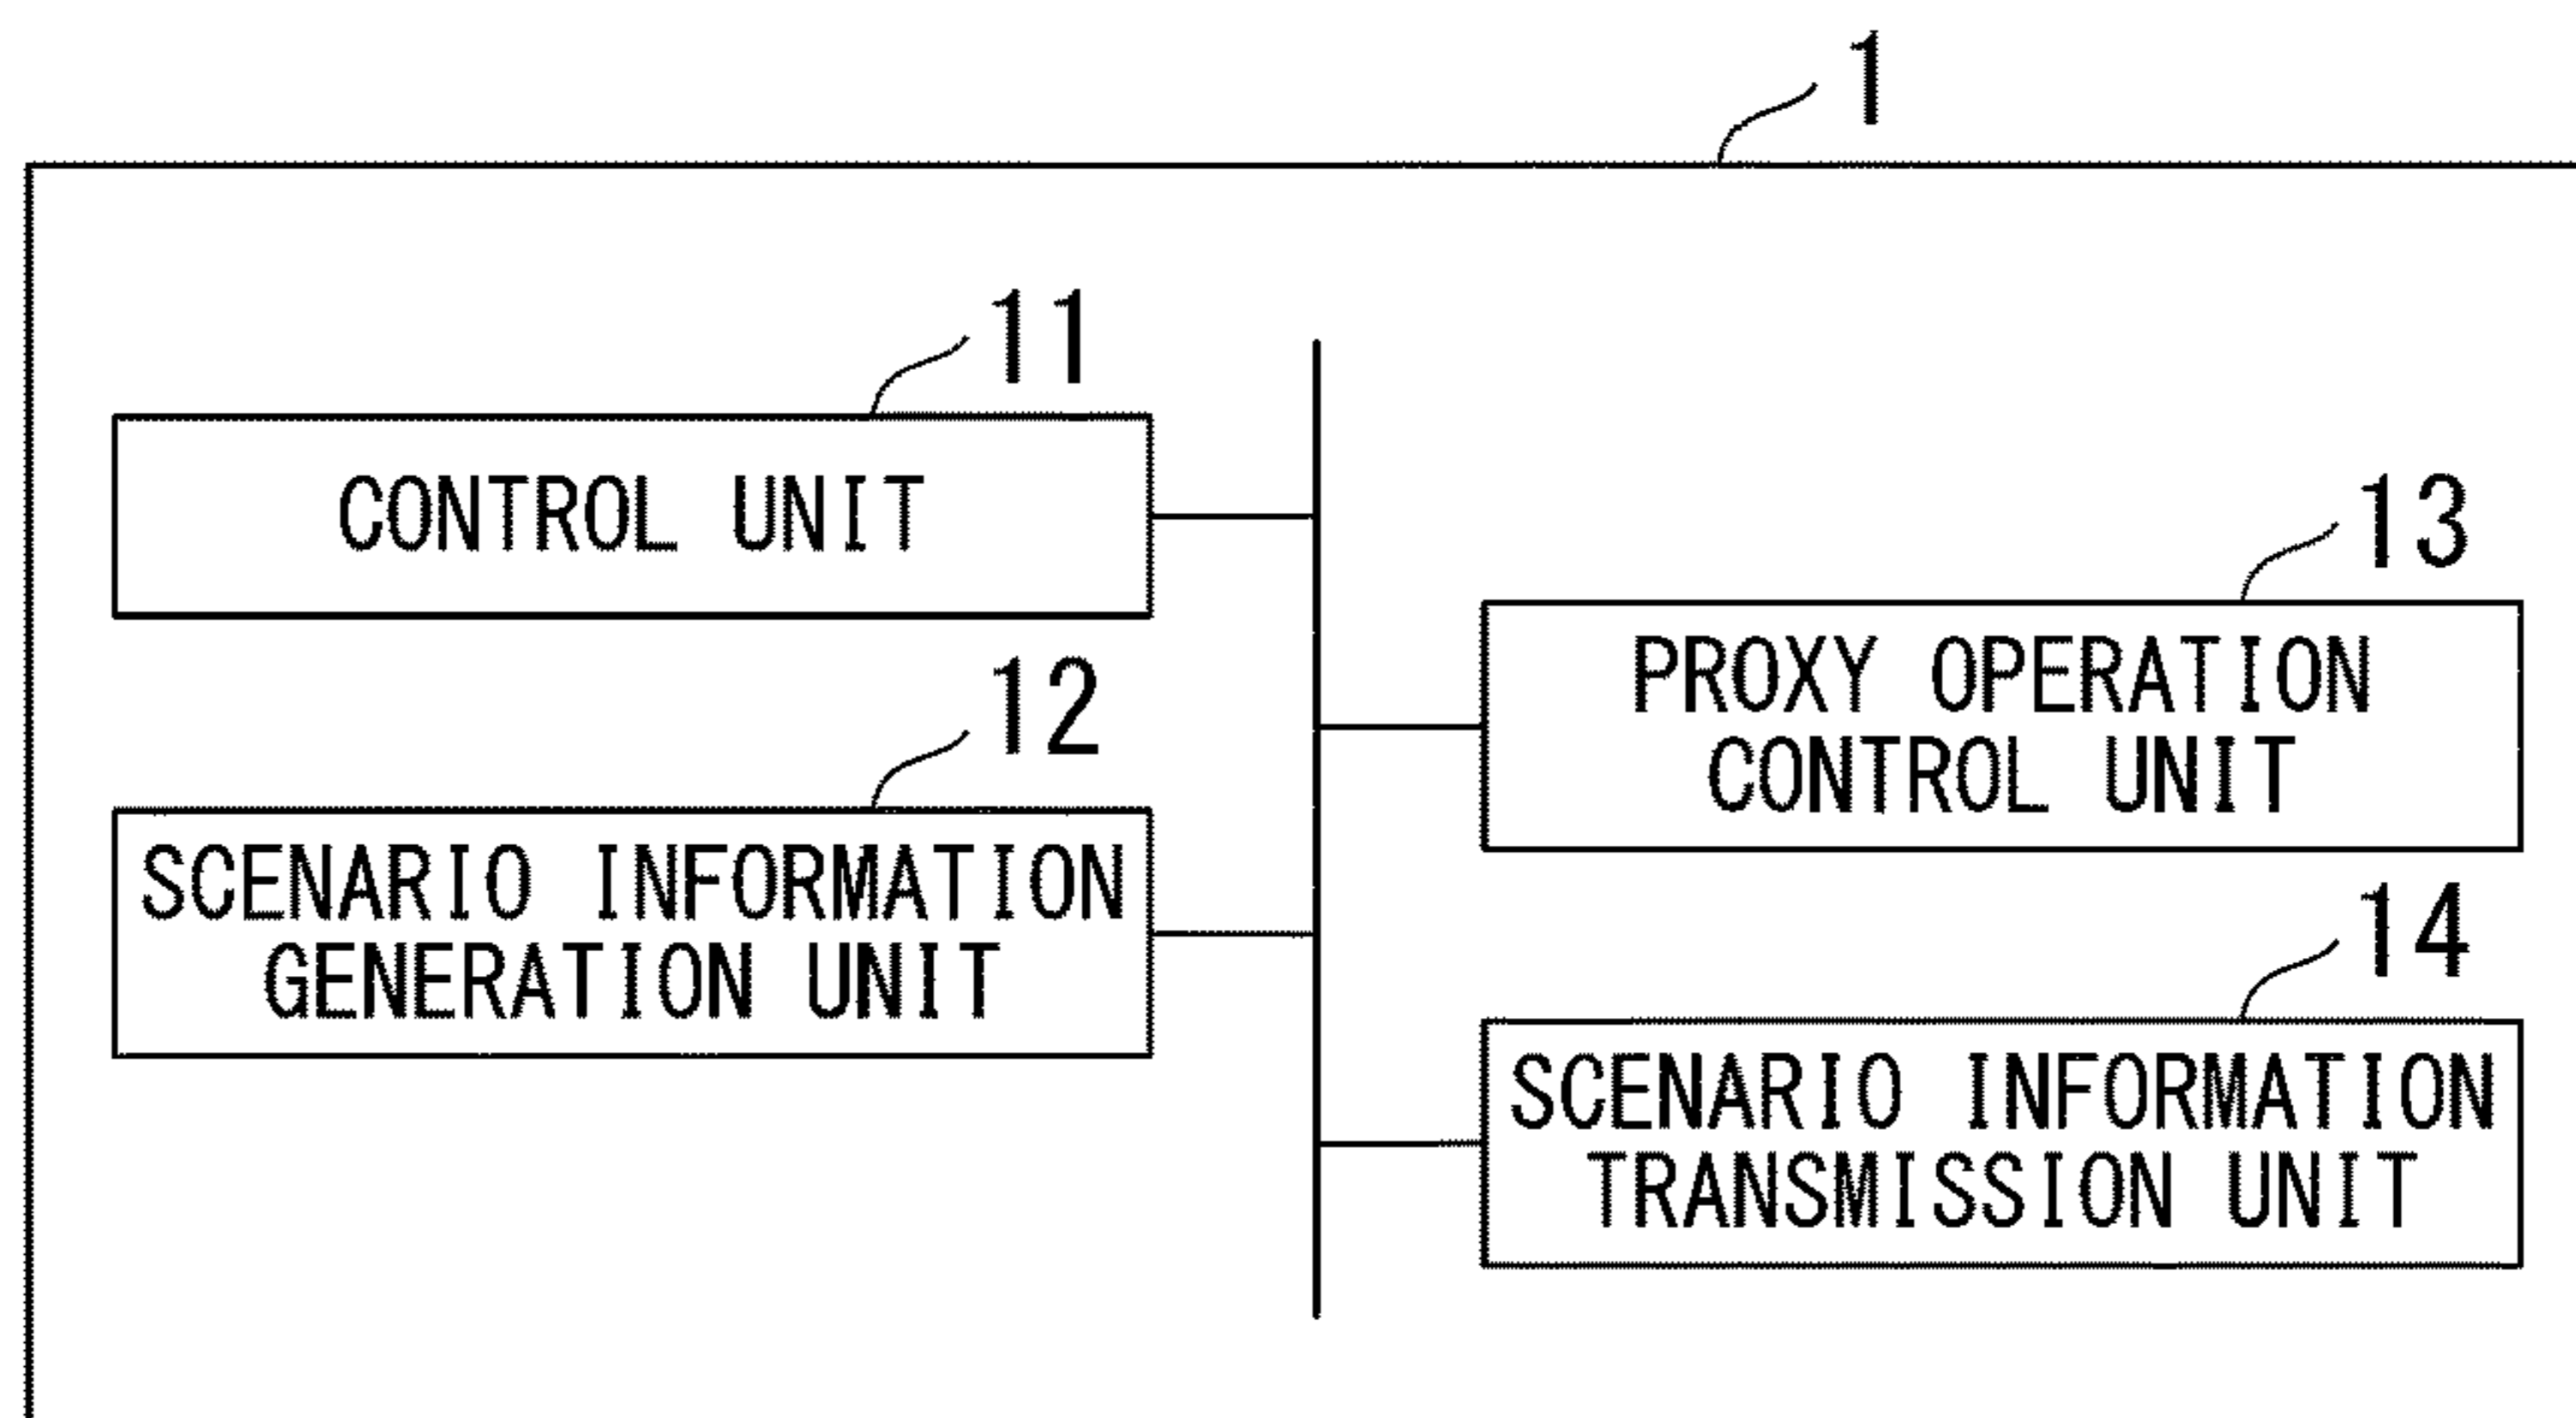 1
11
CONTROL UNIT
12
SCENARIO INFORMATION
GENERATION UNIT
13
PROXY OPERATION
CONTROL UNIT
14
SCENARIO INFORMATION
TRANSMISSION UNIT